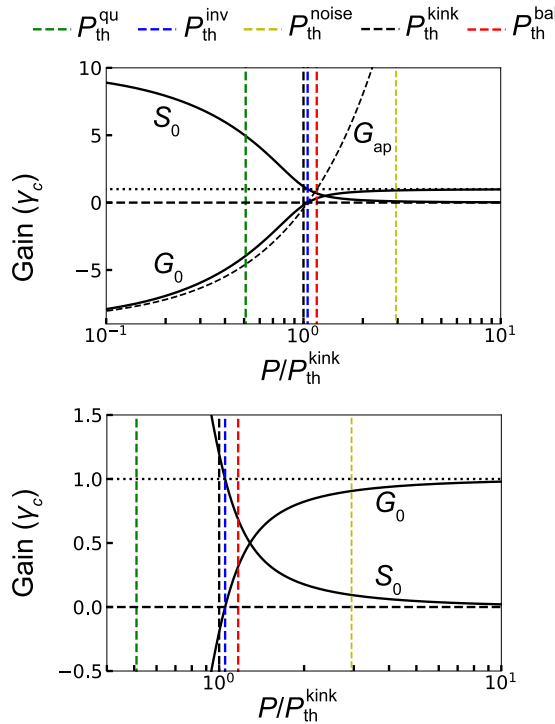 P_th^qu P_th^inv P_th^noise P_th^kink P_th^bal
10
5
0
−5
Gain (γ_c)
S_0
G_ap
G_0
10^−1 10^0 10^1
P/P_th^kink
1.5
1.0
0.5
0.0
−0.5
Gain (γ_c)
G_0
S_0
10^0 10^1
P/P_th^kink